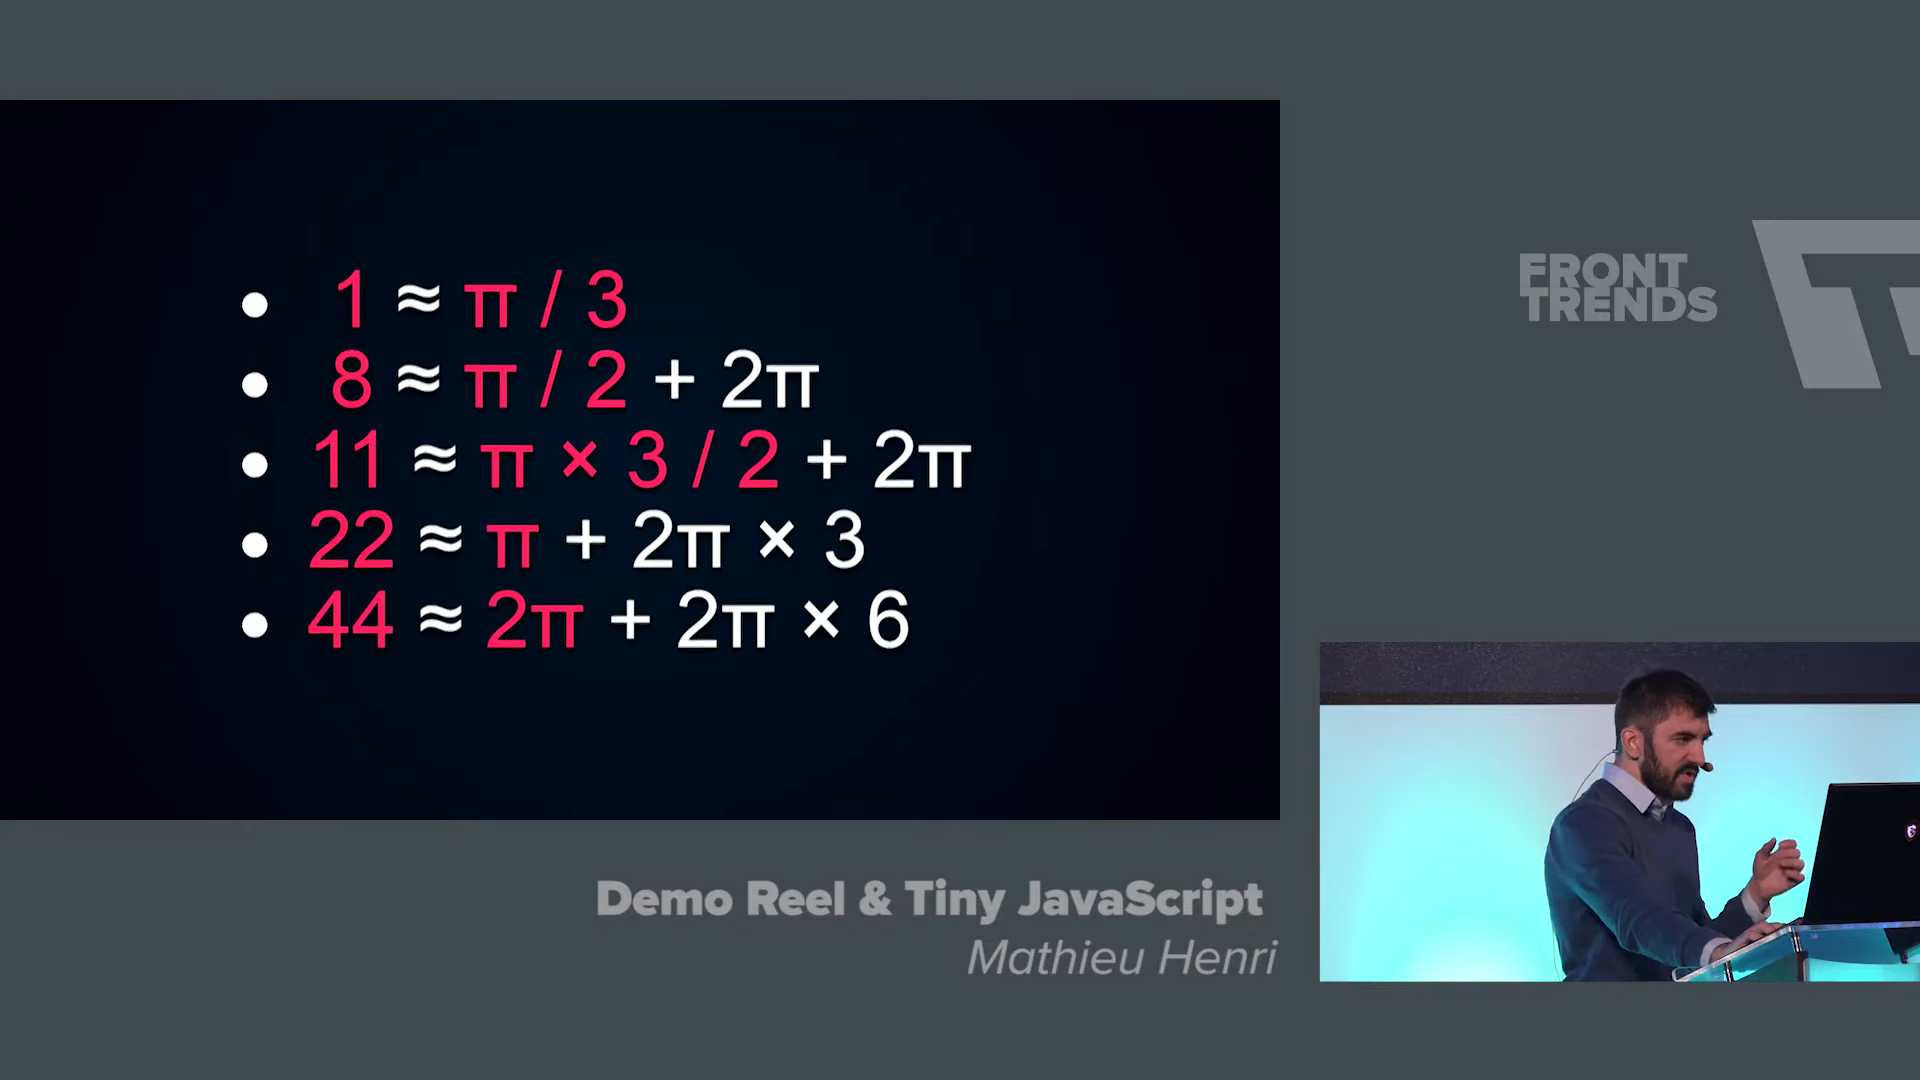 • 1 ≈ π / 3
• 8 ≈ π / 2 + 2π
• 11 ≈ π × 3 / 2 + 2π
• 22 ≈ π + 2π × 3
• 44 ≈ 2π + 2π × 6
FRONT
TRENDS
Demo Reel & Tiny JavaScript
Mathieu Henri